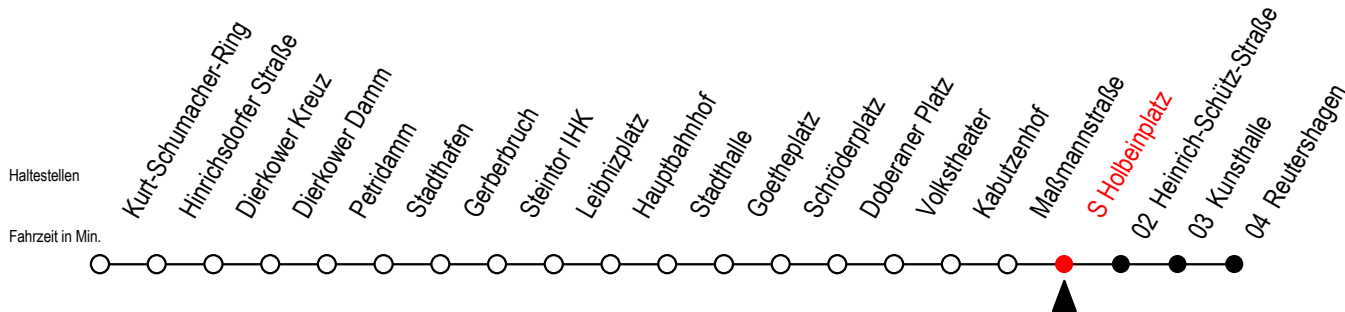 Haltestellen
Fahrzeit in Min.
Kurt-Schumacher-Ring
Hinrichsdorfer Straße
Dierkower Kreuz
Dierkower Damm
Petridamm
Stadthafen
Gerberbruch
Steintor IHK
Leibnizplatz
Hauptbahnhof
Stadthalle
Goetheplatz
Schröderplatz
Doberaner Platz
Volkstheater
Kabutzenhof
Maßmannstraße
S Holbeinplatz
02 Heinrich-Schütz-Straße
03 Kunsthalle
04 Reutershagen